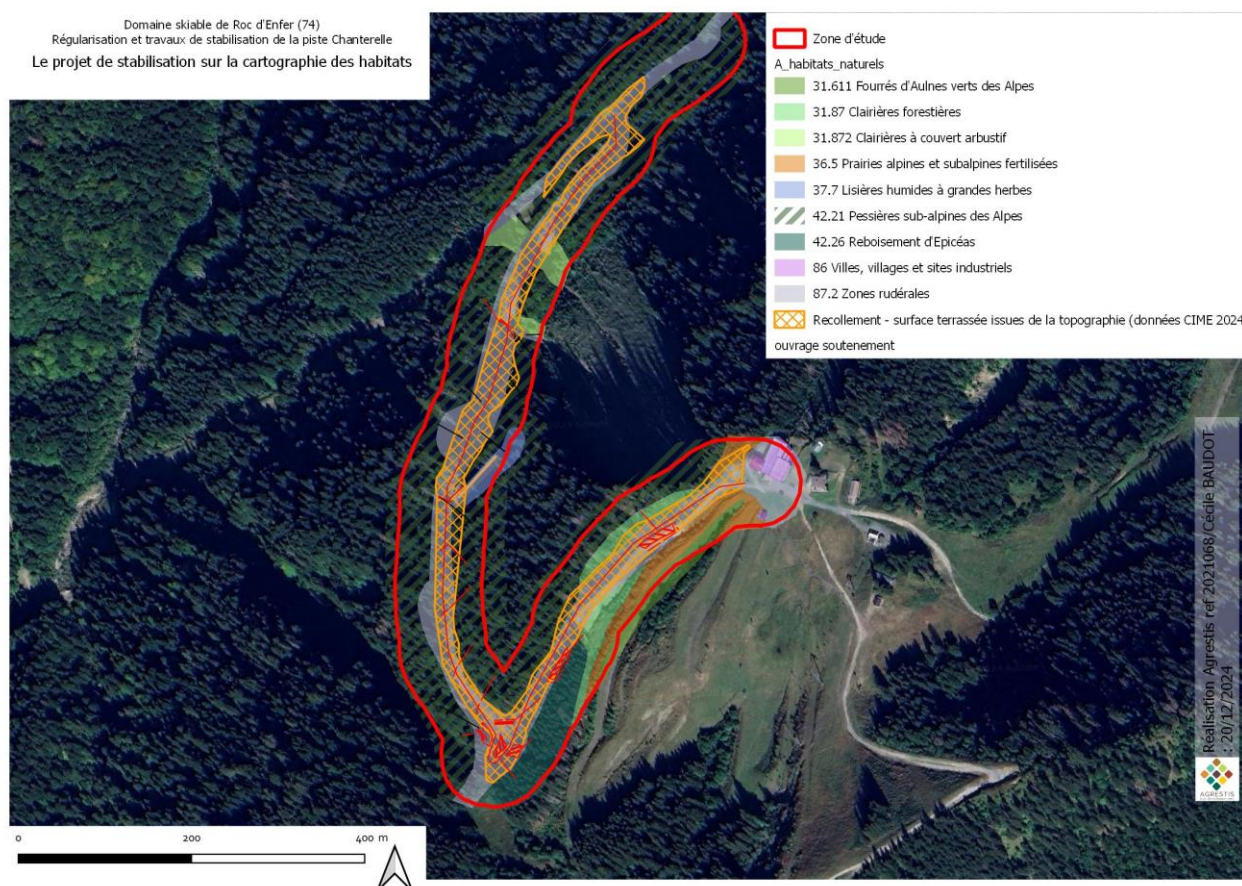 Domaine skiable de Roc d'Enfer (74)
Régularisation et travaux de stabilisation de la piste Chanterelle
Le projet de stabilisation sur la cartographie des habitats
Zone d'étude
A_habitats_naturels
31.611 Fourrés d'Aulnes verts des Alpes
31.87 Clairières forestières
31.872 Clairières à couvert arbustif
36.5 Prairies alpines et subalpines fertilisées
37.7 Lisières humides à grandes herbes
42.21 Pessières sub-alpines des Alpes
42.26 Reboisement d'Epicéas
86 Villes, villages et sites industriels
87.2 Zones rudérales
Recollement - surface terrassée issues de la topographie (données CIME 2024
ouvrage soutenement
Réalisation Agrestis ref 2021068/Cécile BAUDOT
: 20/12/2024
AGRESTIS
0 200 400 m